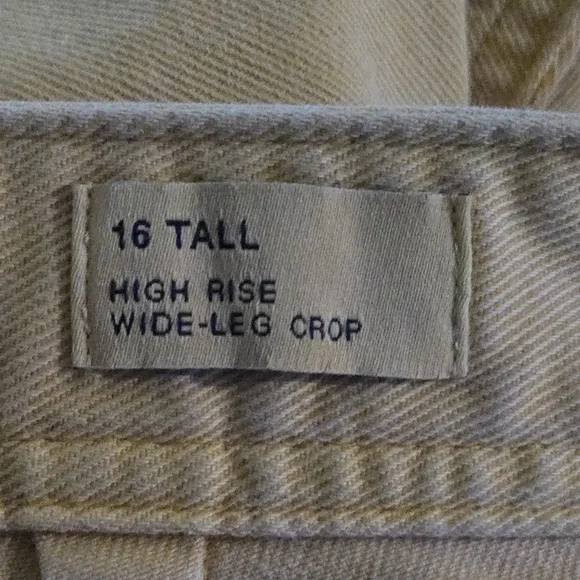 16 TALL
HIGH RISE
WIDE-LEG CROP